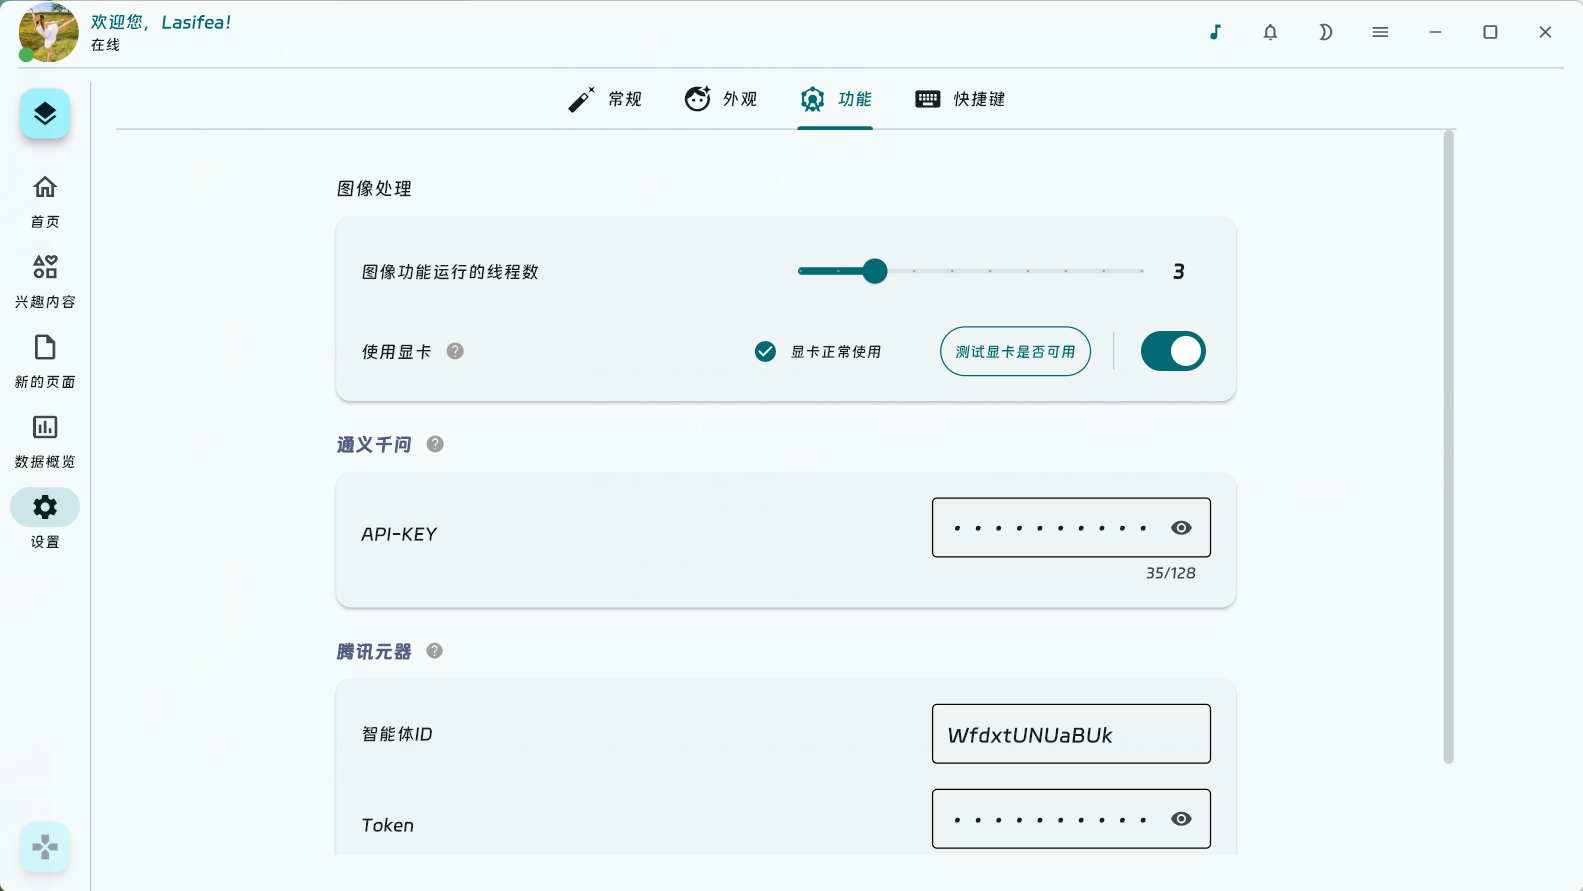 欢迎您，Lasifea!
在线
常规
外观
功能
快捷键
首页
兴趣内容
新的页面
数据概览
设置
图像处理
图像功能运行的线程数
3
使用显卡
显卡正常使用
测试显卡是否可用
通义千问
API-KEY
35/128
腾讯元器
智能体ID
WfdxtUNUaBUk
Token